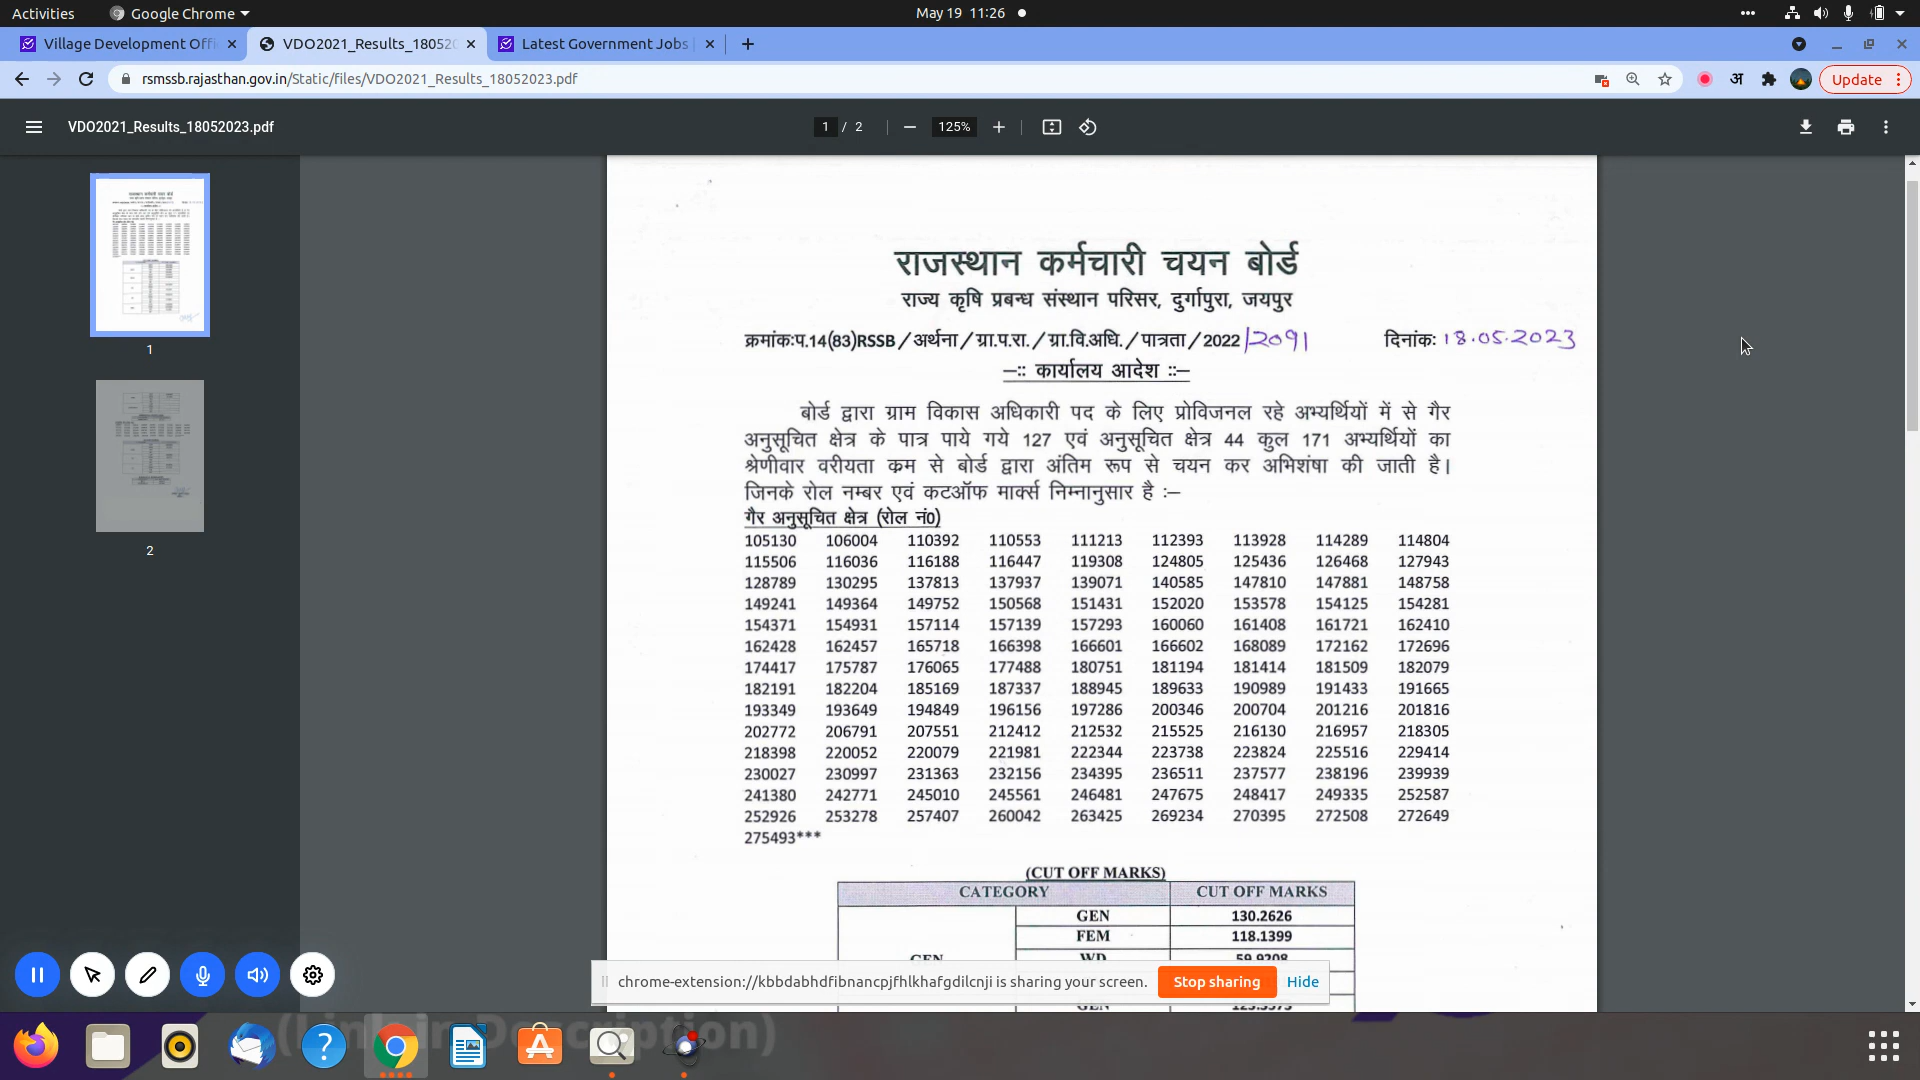 Activities Google Chrome May 19 11:26
Village Development Offi VDO2021_Results_18052 Latest Government Jobs
rsmssb.rajasthan.gov.in/Static/files/VDO2021_Results_18052023.pdf अ Update
VDO2021_Results_18052023.pdf 1 / 2 125%
राजस्थान कर्मचारी चयन बोर्ड
राज्य कृषि प्रबन्ध संस्थान परिसर, दुर्गापुरा, जयपुर
क्रमांकःप.14(83)RSSB/अर्थना/ग्रा.प.रा./ग्रा.वि.अधि./पात्रता/2022/2091 दिनांकः 18.05.2023
—:: कार्यालय आदेश ::—
बोर्ड द्वारा ग्राम विकास अधिकारी पद के लिए प्रोविजनल रहे अभ्यर्थियों में से गैर
अनुसूचित क्षेत्र के पात्र पाये गये 127 एवं अनुसूचित क्षेत्र 44 कुल 171 अभ्यर्थियों का
श्रेणीवार वरीयता क्रम से बोर्ड द्वारा अंतिम रूप से चयन कर अभिशंषा की जाती है।
जिनके रोल नम्बर एवं कटऑफ मार्क्स निम्नानुसार है :—
गैर अनुसूचित क्षेत्र (रोल नं0)
105130 106004 110392 110553 111213 112393 113928 114289 114804
115506 116036 116188 116447 119308 124805 125436 126468 127943
128789 130295 137813 137937 139071 140585 147810 147881 148758
149241 149364 149752 150568 151431 152020 153578 154125 154281
154371 154931 157114 157139 157293 160060 161408 161721 162410
162428 162457 165718 166398 166601 166602 168089 172162 172696
174417 175787 176065 177488 180751 181194 181414 181509 182079
182191 182204 185169 187337 188945 189633 190989 191433 191665
193349 193649 194849 196156 197286 200346 200704 201216 201816
202772 206791 207551 212412 212532 215525 216130 216957 218305
218398 220052 220079 221981 222344 223738 223824 225516 229414
230027 230997 231363 232156 234395 236511 237577 238196 239939
241380 242771 245010 245561 246481 247675 248417 249335 252587
252926 253278 257407 260042 263425 269234 270395 272508 272649
275493***
(CUT OFF MARKS)
CATEGORY CUT OFF MARKS
GEN 130.2626
FEM 118.1399
GEN WD 59.9208
GEN
1
2
chrome-extension://kbbdabhdfibnancpjfhlkhafgdilcnji is sharing your screen. Stop sharing Hide
(Link in Description)